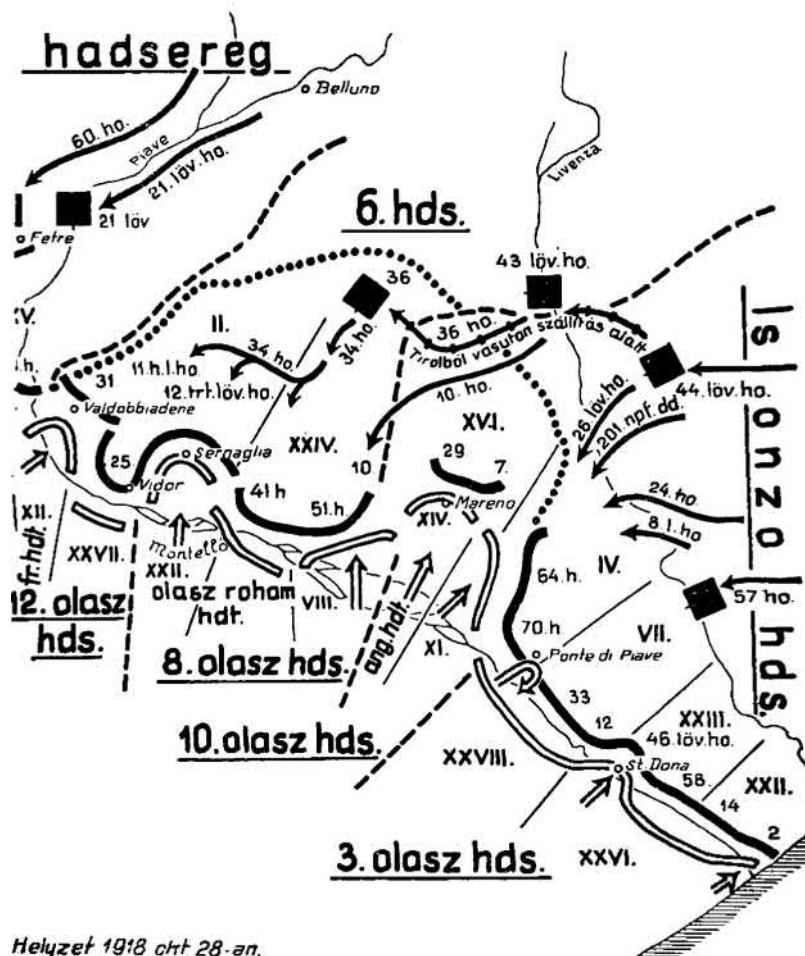 hadsereg
Belluno
60. ho.
Piave
21. löv. ho.
21 löv
Feltre
6. hds.
Livenza
43 löv. ho.
36
36 ho.
Tirolból vasuton szállítás alatt
XV.
II.
34. ho.
34 ho.
11. h. l. ho.
12. trt. löv. ho.
10. ho.
44. löv. ho.
26 löv. ho.
201. npf. dd.
Isonzo hds.
31
Valdobbiadene
XXIV.
XVI.
Sernaglia
25.
Vidor
41 h
51. h.
10
29
7.
Mareno
XIV.
24. ho.
8. l. ho
57 ho.
XII.
fr. hdt.
XXVII.
Montello
XXII.
olasz roham
hdt.
VIII.
ang. hdt.
XI.
64. h.
IV.
70. h
VII.
Ponte di Piave
12. olasz
hds.
8. olasz hds.
10. olasz hds.
33
12
46. löv. ho.
XXIII.
St. Dona
XXVIII.
58.
14
XXII.
2
3. olasz hds.
XXVI.
Helyzet 1918 okt 28-an.